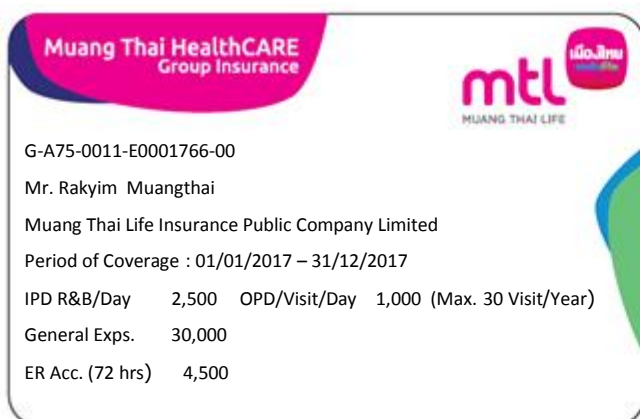 Muang Thai HealthCARE
Group Insurance
เมืองไทย
mtl
MUANG THAI LIFE
G-A75-0011-E0001766-00
Mr. Rakyim Muangthai
Muang Thai Life Insurance Public Company Limited
Period of Coverage : 01/01/2017 – 31/12/2017
IPD R&B/Day 2,500 OPD/Visit/Day 1,000 (Max. 30 Visit/Year)
General Exps. 30,000
ER Acc. (72 hrs) 4,500